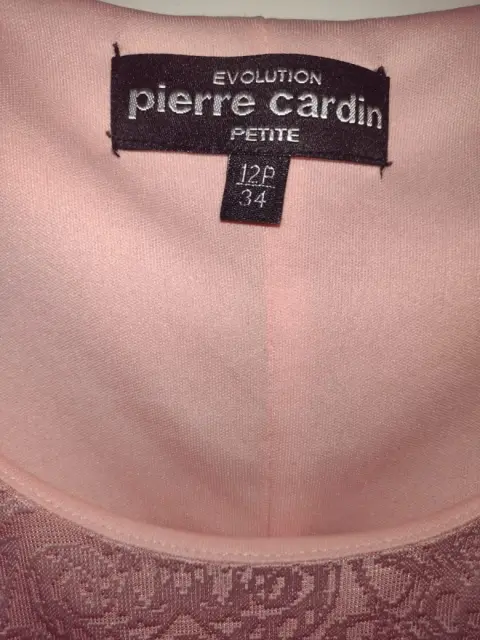 EVOLUTION
pierre cardin
PETITE
12P
34